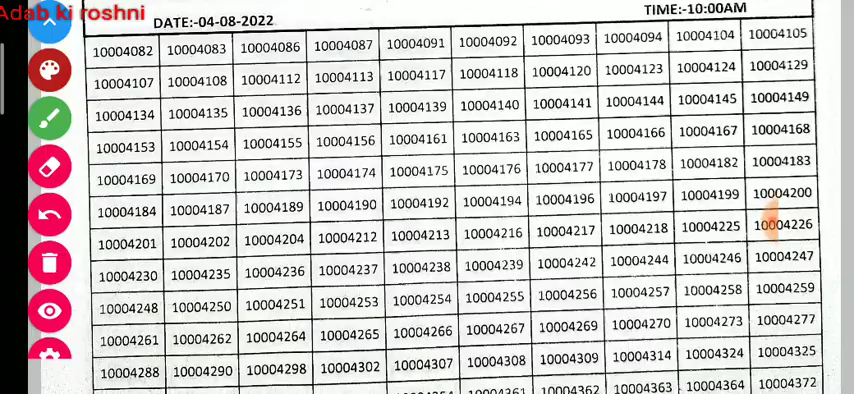 Adab ki roshni
DATE:-04-08-2022 TIME:-10:00AM
10004082 10004083 10004086 10004087 10004091 10004092 10004093 10004094 10004104 10004105
10004107 10004108 10004112 10004113 10004117 10004118 10004120 10004123 10004124 10004129
10004134 10004135 10004136 10004137 10004139 10004140 10004141 10004144 10004145 10004149
10004153 10004154 10004155 10004156 10004161 10004163 10004165 10004166 10004167 10004168
10004169 10004170 10004173 10004174 10004175 10004176 10004177 10004178 10004182 10004183
10004184 10004187 10004189 10004190 10004192 10004194 10004196 10004197 10004199 10004200
10004201 10004202 10004204 10004212 10004213 10004216 10004217 10004218 10004225 10004226
10004230 10004235 10004236 10004237 10004238 10004239 10004242 10004244 10004246 10004247
10004248 10004250 10004251 10004253 10004254 10004255 10004256 10004257 10004258 10004259
10004261 10004262 10004264 10004265 10004266 10004267 10004269 10004270 10004273 10004277
10004288 10004290 10004298 10004302 10004307 10004308 10004309 10004314 10004324 10004325
10004361 10004362 10004363 10004364 10004372